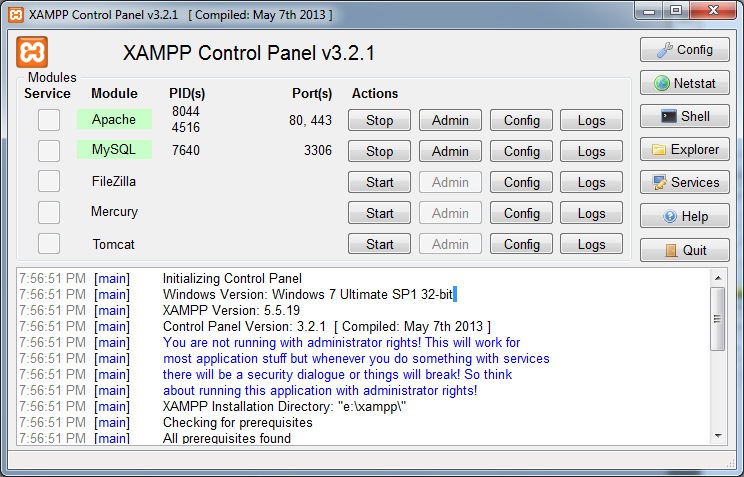 XAMPP Control Panel v3.2.1 [ Compiled: May 7th 2013 ]
XAMPP Control Panel v3.2.1
Config
Modules
Service Module PID(s) Port(s) Actions
Netstat
Apache 8044 4516 80, 443 Stop Admin Config Logs
Shell
MySQL 7640 3306 Stop Admin Config Logs
Explorer
FileZilla Start Admin Config Logs
Services
Mercury Start Admin Config Logs
Help
Tomcat Start Admin Config Logs
Quit
7:56:51 PM [main] Initializing Control Panel
7:56:51 PM [main] Windows Version: Windows 7 Ultimate SP1 32-bit
7:56:51 PM [main] XAMPP Version: 5.5.19
7:56:51 PM [main] Control Panel Version: 3.2.1 [ Compiled: May 7th 2013 ]
7:56:51 PM [main] You are not running with administrator rights! This will work for
7:56:51 PM [main] most application stuff but whenever you do something with services
7:56:51 PM [main] there will be a security dialogue or things will break! So think
7:56:51 PM [main] about running this application with administrator rights!
7:56:51 PM [main] XAMPP Installation Directory: "e:\xampp\"
7:56:51 PM [main] Checking for prerequisites
7:56:51 PM [main] All prerequisites found